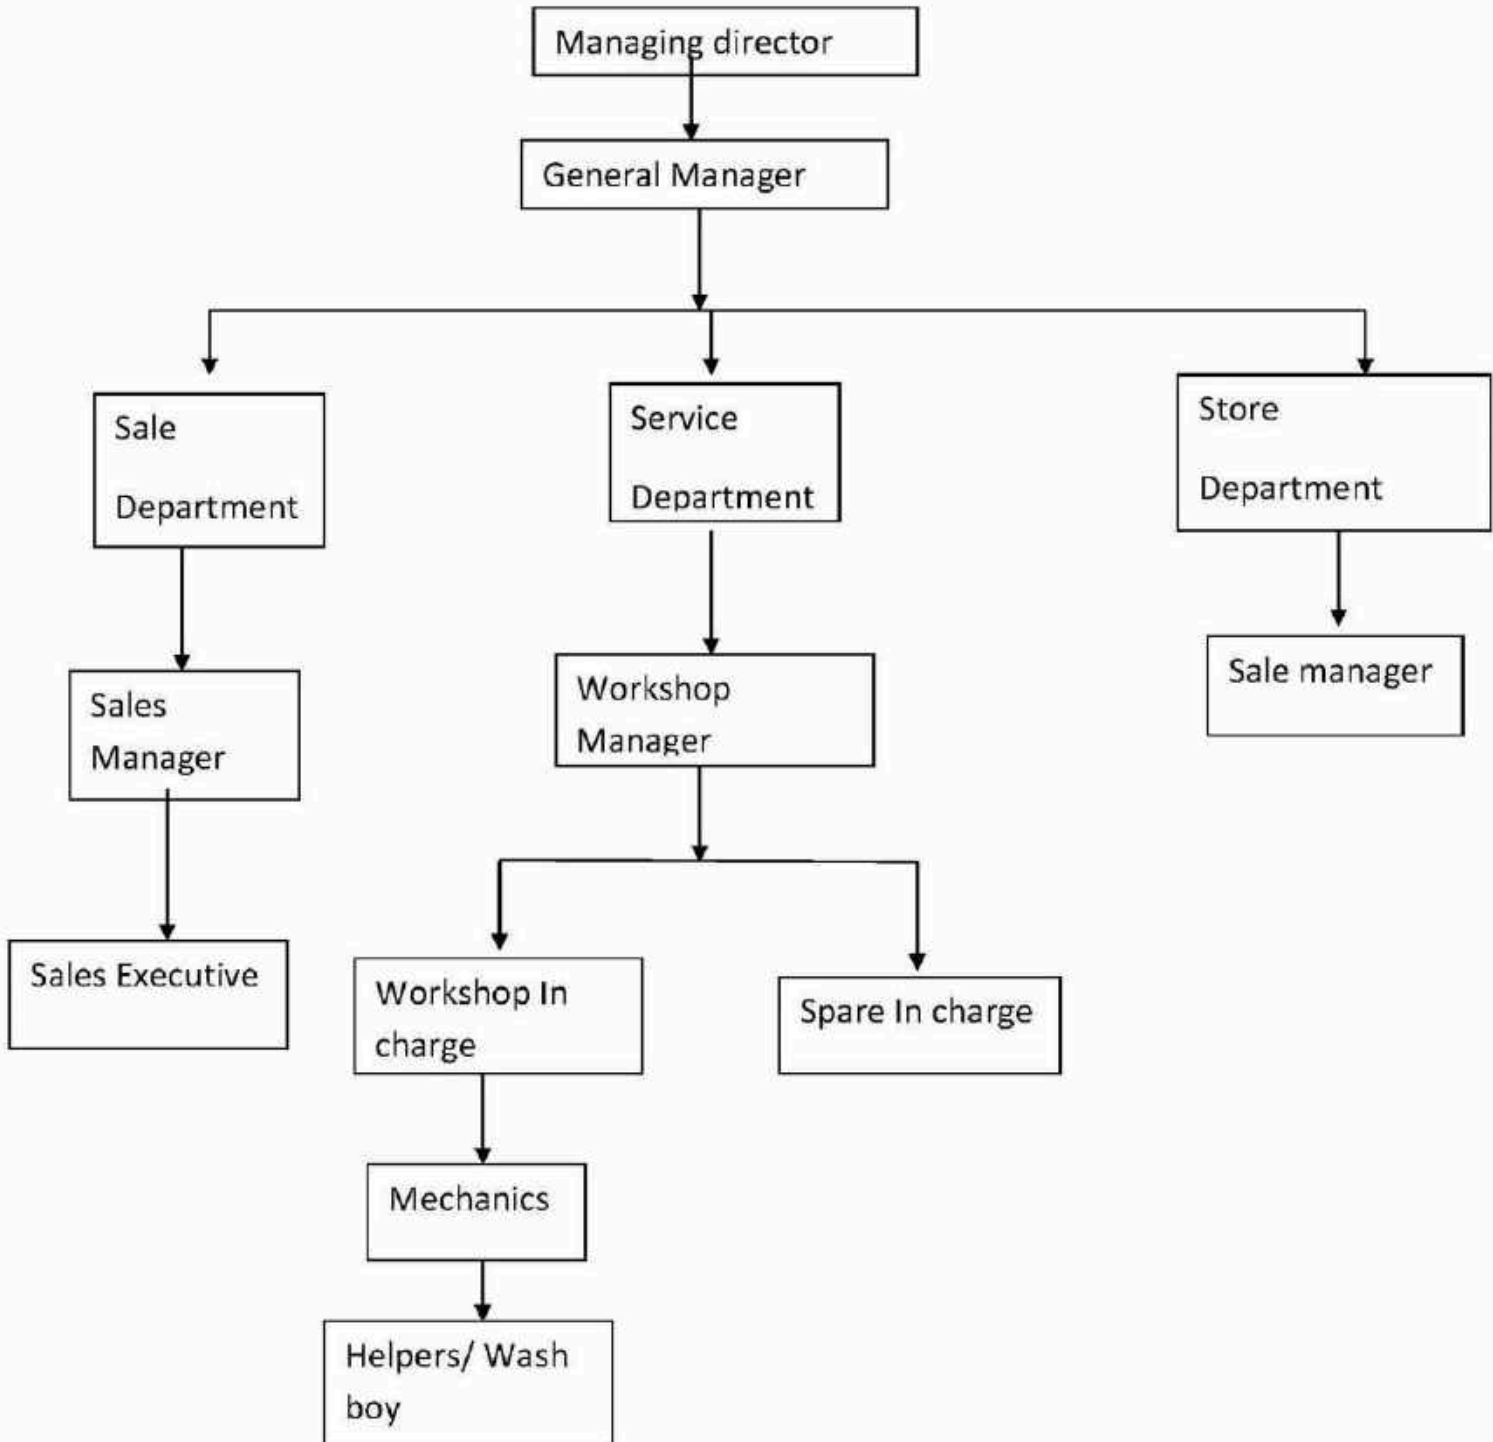 Managing director
General Manager
Sale
Department
Service
Department
Store
Department
Sales
Manager
Workshop
Manager
Sale manager
Sales Executive
Workshop In
charge
Spare In charge
Mechanics
Helpers/ Wash
boy